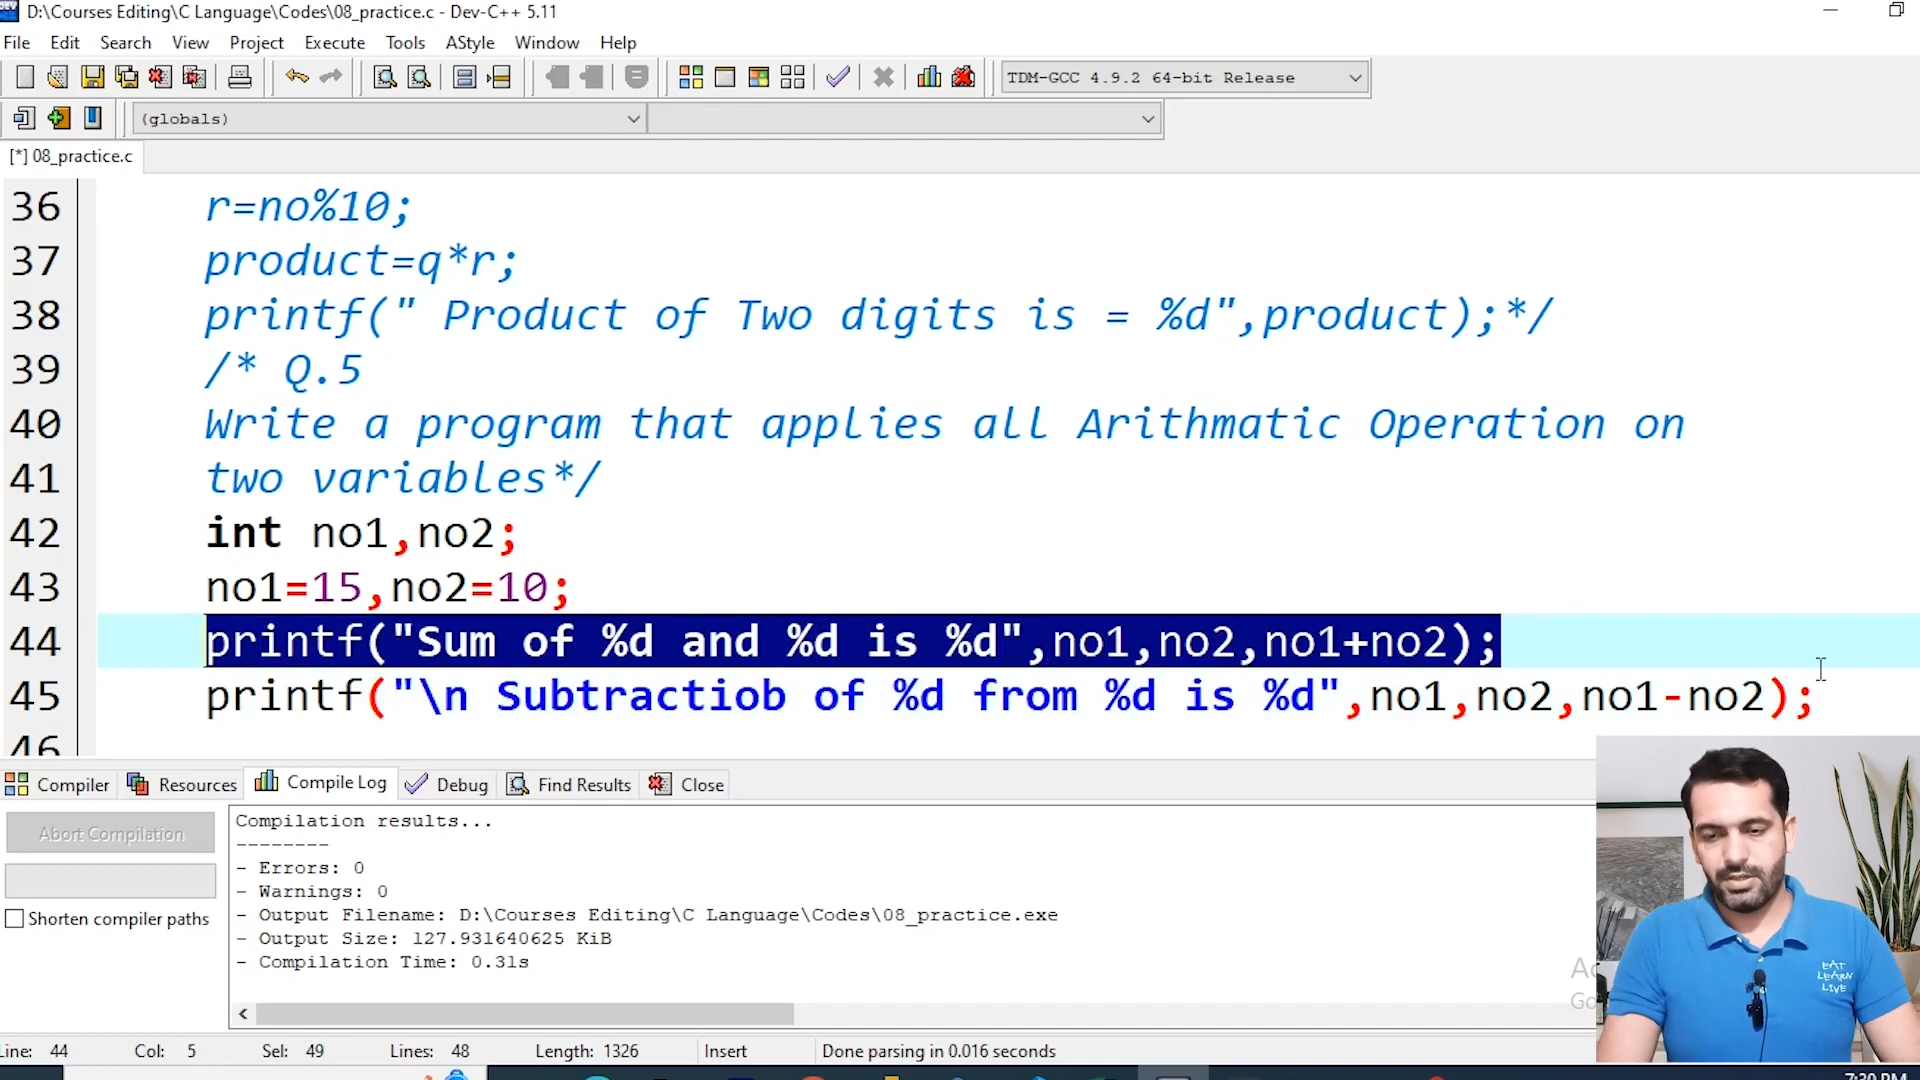 D:\Courses Editing\C Language\Codes\08_practice.c - Dev-C++ 5.11
File Edit Search View Project Execute Tools AStyle Window Help
TDM-GCC 4.9.2 64-bit Release
(globals)
[*] 08_practice.c
36 r=no%10;
37 product=q*r;
38 printf(" Product of Two digits is = %d",product);*/
39 /* Q.5
40 Write a program that applies all Arithmatic Operation on
41 two variables*/
42 int no1,no2;
43 no1=15,no2=10;
44 printf("Sum of %d and %d is %d",no1,no2,no1+no2);
45 printf("\n Subtractiob of %d from %d is %d",no1,no2,no1-no2);
46
Compiler Resources Compile Log Debug Find Results Close
Abort Compilation
Shorten compiler paths
Compilation results...
--------
- Errors: 0
- Warnings: 0
- Output Filename: D:\Courses Editing\C Language\Codes\08_practice.exe
- Output Size: 127.931640625 KiB
- Compilation Time: 0.31s
EAT
LEARN
LIVE
Line: 44 Col: 5 Sel: 49 Lines: 48 Length: 1326 Insert Done parsing in 0.016 seconds
7:30 PM